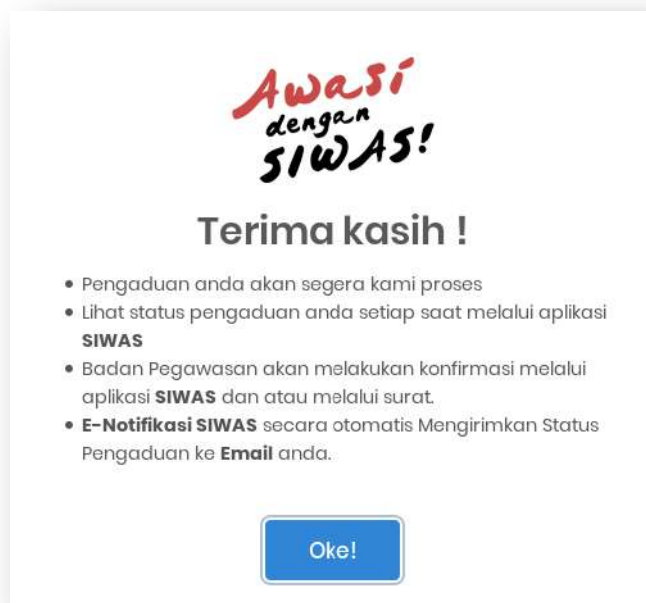 Awasi
dengan
SIWAS!
Terima kasih !
• Pengaduan anda akan segera kami proses
• Lihat status pengaduan anda setiap saat melalui aplikasi
SIWAS
• Badan Pegawasan akan melakukan konfirmasi melalui
aplikasi SIWAS dan atau melalui surat.
• E-Notifikasi SIWAS secara otomatis Mengirimkan Status
Pengaduan ke Email anda.
Oke!